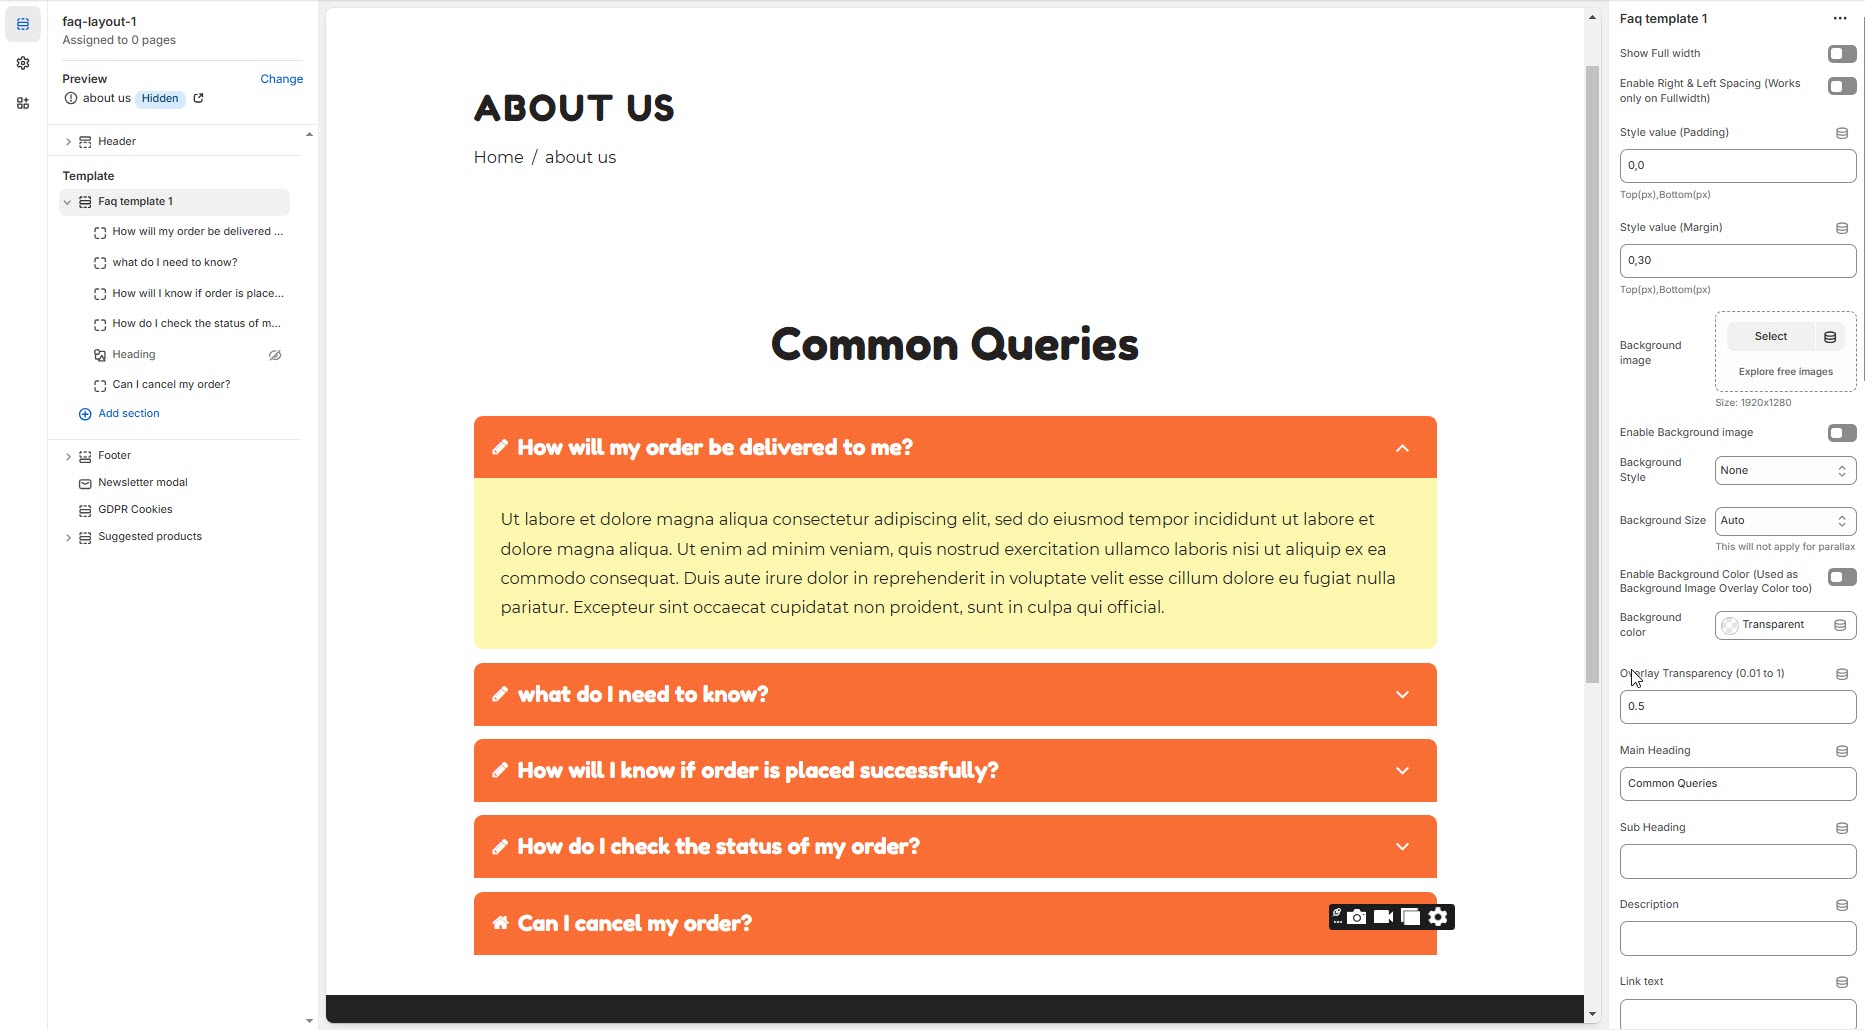 faq-layout-1
Assigned to 0 pages
Preview
Change
about us Hidden
Header
Template
Faq template 1
How will my order be delivered ...
what do I need to know?
How will I know if order is place...
How do I check the status of m...
Heading
Can I cancel my order?
Add section
Footer
Newsletter modal
GDPR Cookies
Suggested products
ABOUT US
Home / about us
Common Queries
How will my order be delivered to me?
Ut labore et dolore magna aliqua consectetur adipiscing elit, sed do eiusmod tempor incididunt ut labore et
dolore magna aliqua. Ut enim ad minim veniam, quis nostrud exercitation ullamco laboris nisi ut aliquip ex ea
commodo consequat. Duis aute irure dolor in reprehenderit in voluptate velit esse cillum dolore eu fugiat nulla
pariatur. Excepteur sint occaecat cupidatat non proident, sunt in culpa qui official.
what do I need to know?
How will I know if order is placed successfully?
How do I check the status of my order?
Can I cancel my order?
Faq template 1
Show Full width
Enable Right & Left Spacing (Works
only on Fullwidth)
Style value (Padding)
0,0
Top(px),Bottom(px)
Style value (Margin)
0,30
Top(px),Bottom(px)
Background
image
Select
Explore free images
Size: 1920x1280
Enable Background image
Background
Style
None
Background Size
Auto
This will not apply for parallax
Enable Background Color (Used as
Background Image Overlay Color too)
Background
color
Transparent
Overlay Transparency (0.01 to 1)
0.5
Main Heading
Common Queries
Sub Heading
Description
Link text